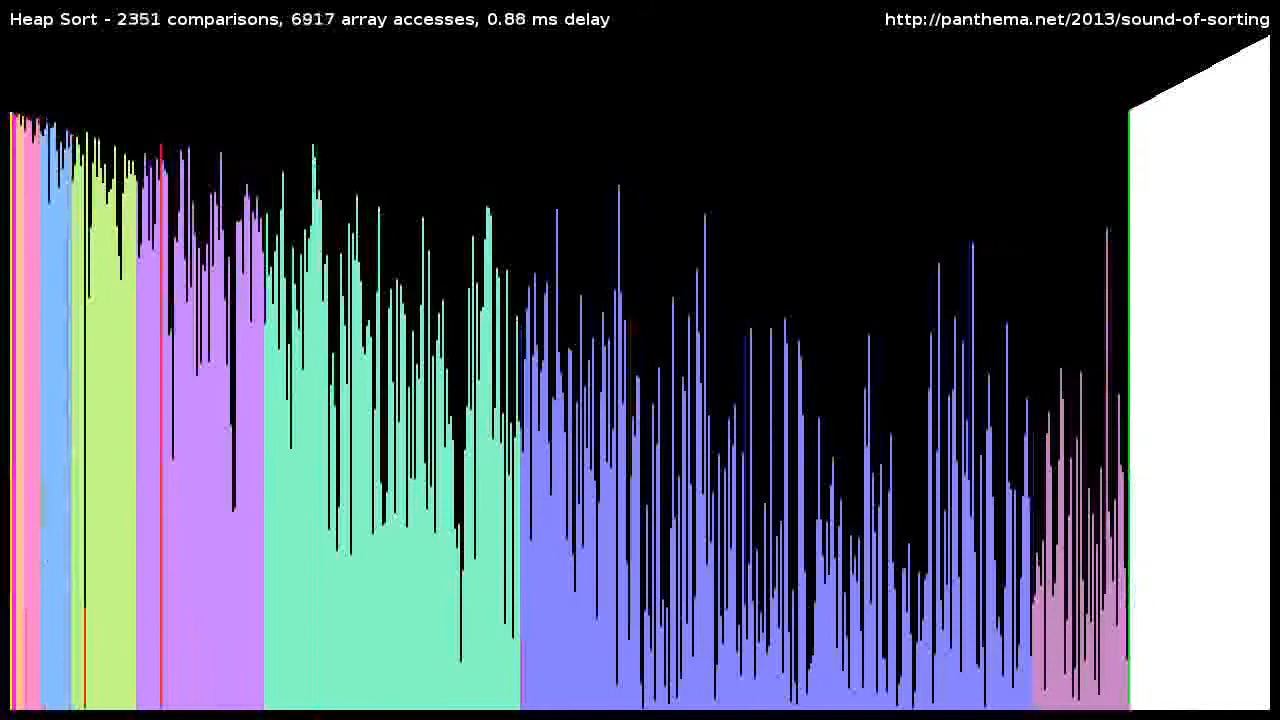 Heap Sort - 2351 comparisons, 6917 array accesses, 0.88 ms delay
http://panthema.net/2013/sound-of-sorting